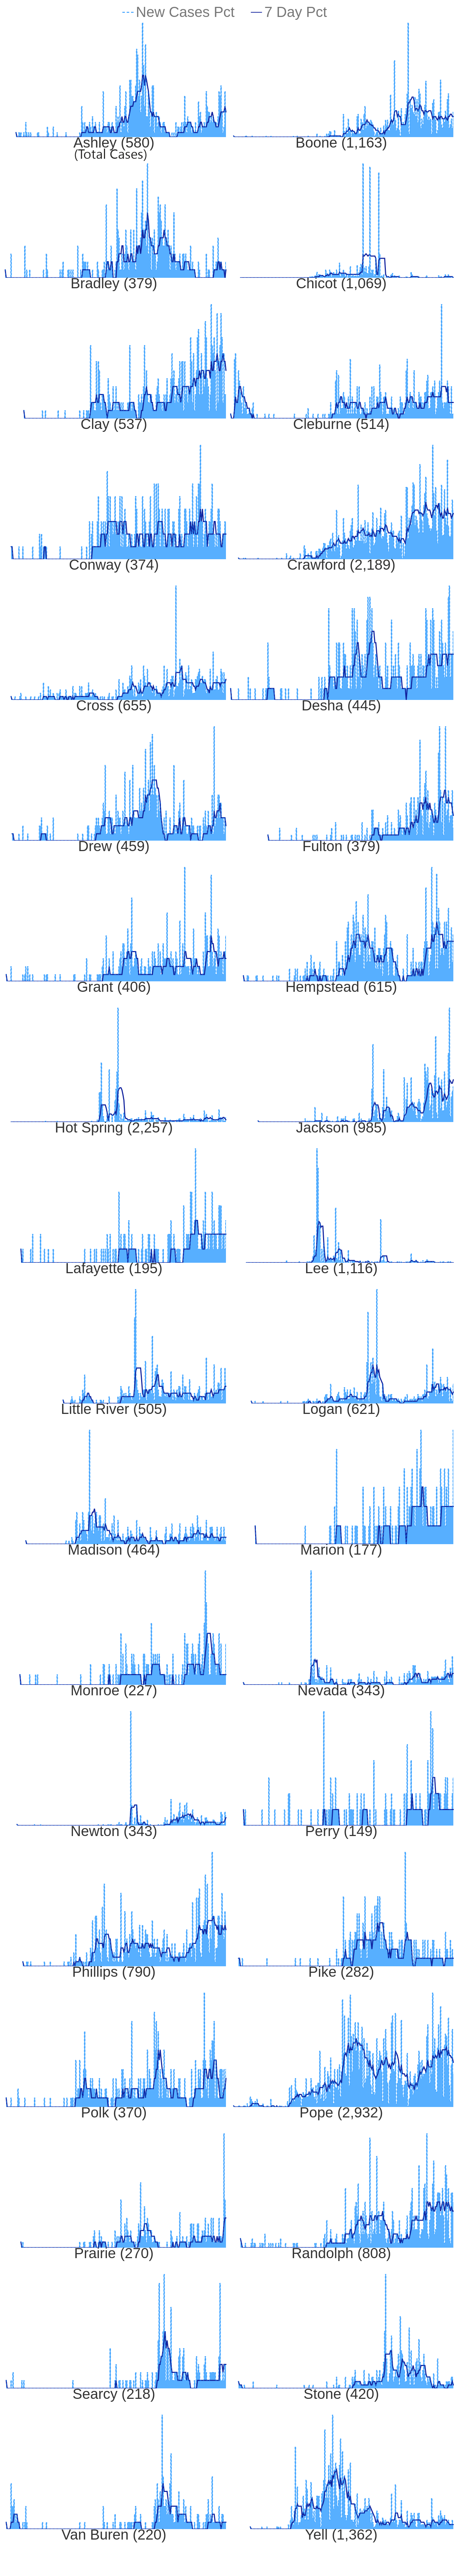 New Cases Pct 7 Day Pct
Ashley (580) Boone (1,163)
(Total Cases)
Bradley (379) Chicot (1,069)
Clay (537) Cleburne (514)
Conway (374) Crawford (2,189)
Cross (655) Desha (445)
Drew (459) Fulton (379)
Grant (406) Hempstead (615)
Hot Spring (2,257) Jackson (985)
Lafayette (195) Lee (1,116)
Little River (505) Logan (621)
Madison (464) Marion (177)
Monroe (227) Nevada (343)
Newton (343) Perry (149)
Phillips (790) Pike (282)
Polk (370) Pope (2,932)
Prairie (270) Randolph (808)
Searcy (218) Stone (420)
Van Buren (220) Yell (1,362)